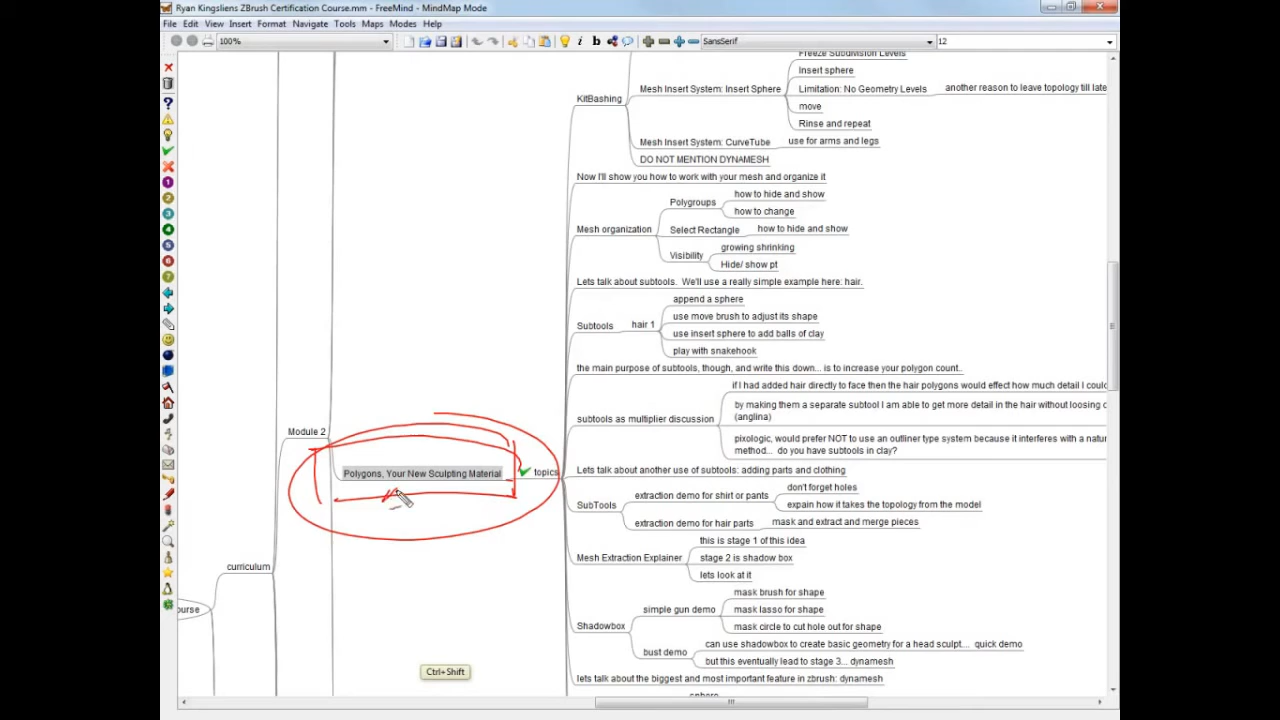 Ryan Kingsliens ZBrush Certification Course.mm - FreeMind - MindMap Mode
File Edit View Insert Format Navigate Tools Maps Modes Help
100%
SansSerif
12
Freeze Subdivision Levels
Insert sphere
KitBashing
Mesh Insert System: Insert Sphere
Limitation: No Geometry Levels
another reason to leave topology till late
move
Rinse and repeat
Mesh Insert System: CurveTube
use for arms and legs
DO NOT MENTION DYNAMESH
Now I'll show you how to work with your mesh and organize it
Mesh organization
Polygroups
how to hide and show
how to change
Select Rectangle
how to hide and show
Visibility
growing shrinking
Hide/ show pt
Lets talk about subtools. We'll use a really simple example here: hair.
Subtools
hair 1
append a sphere
use move brush to adjust its shape
use insert sphere to add balls of clay
play with snakehook
the main purpose of subtools, though, and write this down... is to increase your polygon count..
subtools as multiplier discussion
if I had added hair directly to face then the hair polygons would effect how much detail I could
by making them a separate subtool I am able to get more detail in the hair without loosing
(anglina)
pixologic, would prefer NOT to use an outliner type system because it interferes with a natu
method... do you have subtools in clay?
Module 2
Polygons, Your New Sculpting Material
topics
Lets talk about another use of subtools: adding parts and clothing
SubTools
extraction demo for shirt or pants
don't forget holes
expain how it takes the topology from the model
extraction demo for hair parts
mask and extract and merge pieces
Mesh Extraction Explainer
this is stage 1 of this idea
stage 2 is shadow box
lets look at it
curriculum
ourse
Shadowbox
simple gun demo
mask brush for shape
mask lasso for shape
mask circle to cut hole out for shape
bust demo
can use shadowbox to create basic geometry for a head sculpt.... quick demo
but this eventually lead to stage 3... dynamesh
lets talk about the biggest and most important feature in zbrush: dynamesh
sphere
Ctrl+Shift